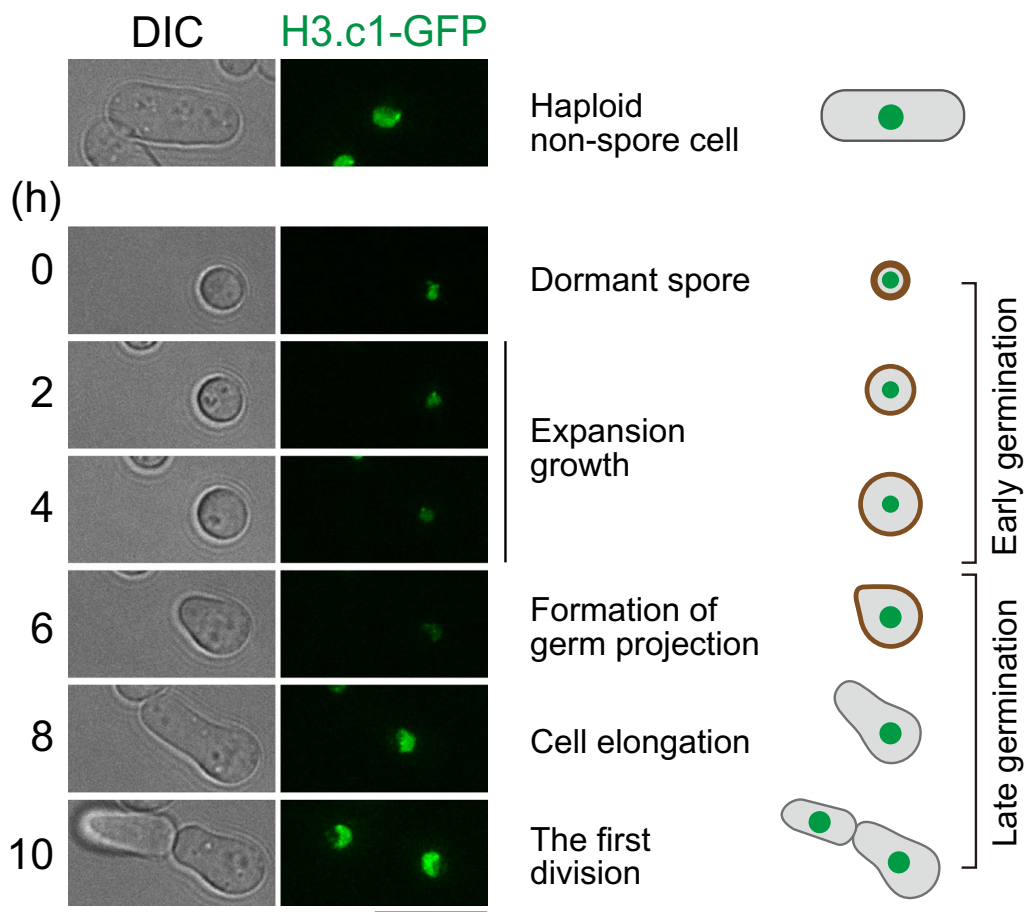 DIC
H3.c1-GFP
Haploid
non-spore cell
(h)
0
Dormant spore
2
Expansion
growth
4
Early germination
6
Formation of
germ projection
8
Cell elongation
Late germination
10
The first
division